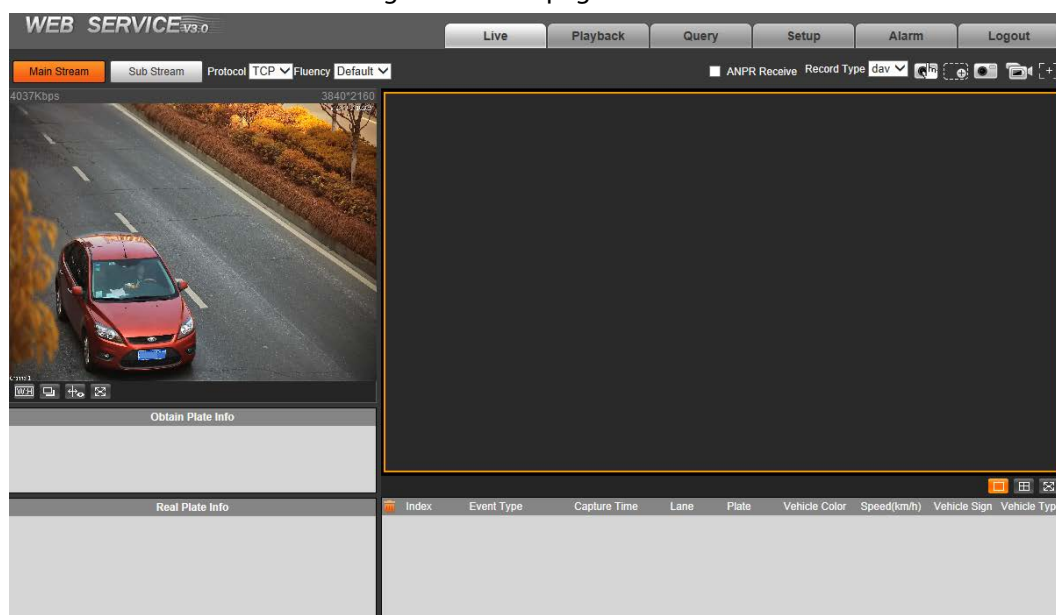 WEB SERVICE V3.0
Live Playback Query Setup Alarm Logout
Main Stream Sub Stream Protocol TCP Fluency Default ANPR Receive Record Type dav
4037Kbps 3840*2160
W:H
Obtain Plate Info
Real Plate Info
Index Event Type Capture Time Lane Plate Vehicle Color Speed(km/h) Vehicle Sign Vehicle Typ